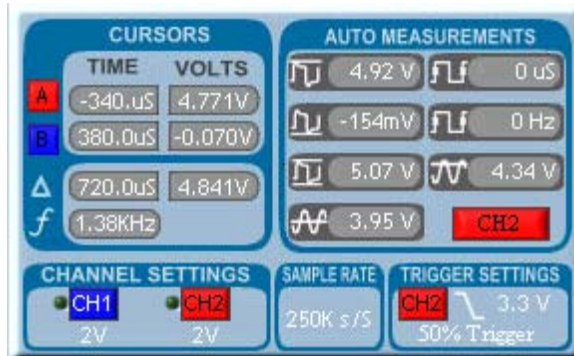 CURSORS
TIME VOLTS
A -340.uS 4.771V
B 380.0uS -0.070V
Δ 720.0uS 4.841V
f 1.38KHz
AUTO MEASUREMENTS
4.92 V 0 uS
-154mV 0 Hz
5.07 V 4.34 V
3.95 V CH2
CHANNEL SETTINGS
CH1 CH2
2V 2V
SAMPLE RATE
250K s/S
TRIGGER SETTINGS
CH2 3.3 V
50% Trigger